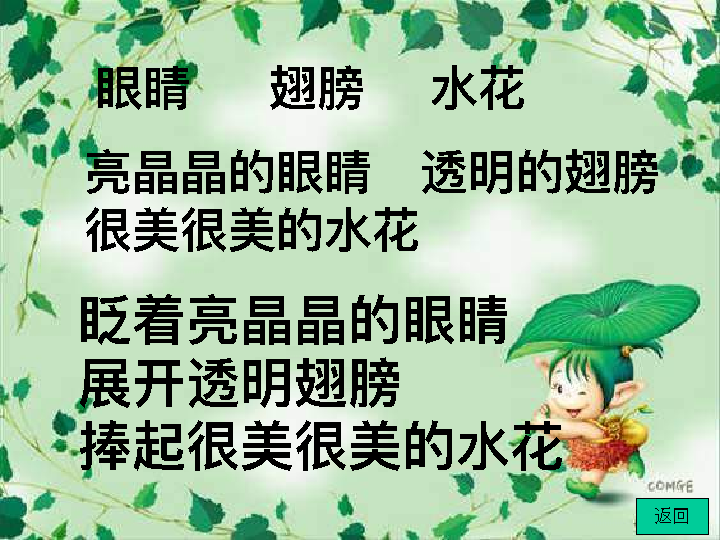 眼睛 翅膀 水花
亮晶晶的眼睛 透明的翅膀
很美很美的水花
眨着亮晶晶的眼睛
展开透明翅膀
捧起很美很美的水花
COMGE
返回